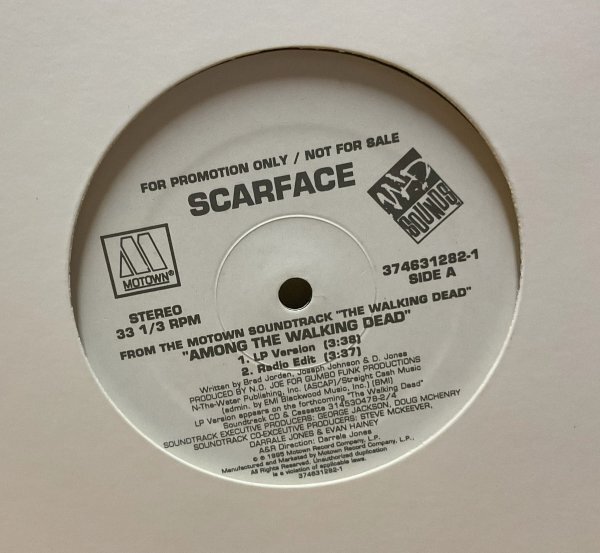 FOR PROMOTION ONLY / NOT FOR SALE
SCARFACE
SOUNDS
MOTOWN®
374631282-1
SIDE A
STEREO
33 1/3 RPM
FROM THE MOTOWN SOUNDTRACK "THE WALKING DEAD"
"AMONG THE WALKING DEAD"
1. LP Version (3:38)
2. Radio Edit (3:37)
Written by Brad Jordan, Joseph Johnson & D. Jones
PRODUCED BY N.O. JOE FOR GUMBO FUNK PRODUCTIONS
N-The-Water Publishing, Inc. (ASCAP)/Straight Cash Music
(admin. by EMI Blackwood Music, Inc.) (BMI)
LP Version appears on the forthcoming "The Walking Dead"
Soundtrack CD & Cassette 314530478-2/4
SOUNDTRACK EXECUTIVE PRODUCERS: GEORGE JACKSON, DOUG MCHENRY
SOUNDTRACK CO-EXCEUTIVE PRODUCERS: STEVE MCKEEVER,
DARRALE JONES & EVAN HAINEY
A&R Direction: Darrale Jones
℗ © 1995 Motown Record Company, L.P.
Manufactured and Marketed by Motown Record Company, L.P.,
All Rights Reserved. Unauthorized duplication
is a violation of applicable laws.
374631282-1